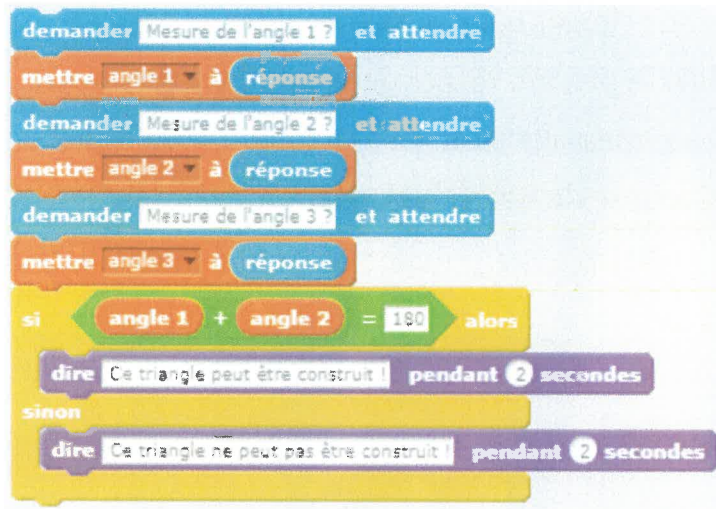 demander Mesure de l'angle 1 ? et attendre
mettre angle 1 à réponse
demander Mesure de l'angle 2 ? et attendre
mettre angle 2 à réponse
demander Mesure de l'angle 3 ? et attendre
mettre angle 3 à réponse
si angle 1 + angle 2 = 180 alors
dire Ce triangle peut être construit ! pendant 2 secondes
sinon
dire Ce triangle ne peut pas être construit ! pendant 2 secondes